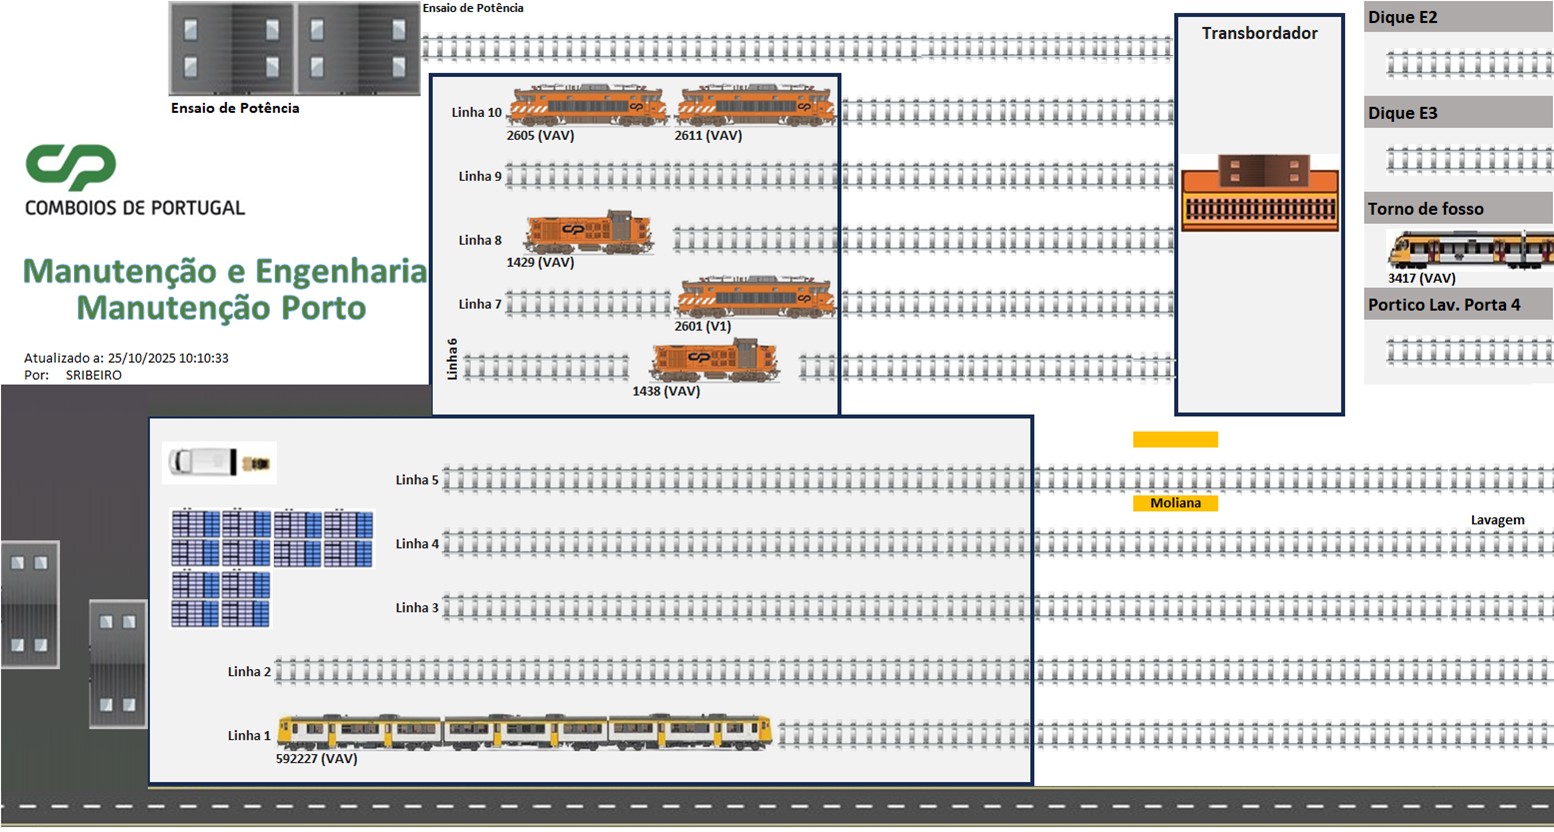 Ensaio de Potência
Ensaio de Potência
CP
COMBOIOS DE PORTUGAL
Manutenção e Engenharia
Manutenção Porto
Atualizado a: 25/10/2025 10:10:33
Por: SRIBEIRO
Linha 10
2605 (VAV)
2611 (VAV)
Linha 9
Linha 8
1429 (VAV)
Linha 7
2601 (V1)
Linha 6
1438 (VAV)
Transbordador
Dique E2
Dique E3
Torno de fosso
3417 (VAV)
Portico Lav. Porta 4
Linha 5
Moliana
Lavagem
Linha 4
Linha 3
Linha 2
Linha 1
592227 (VAV)